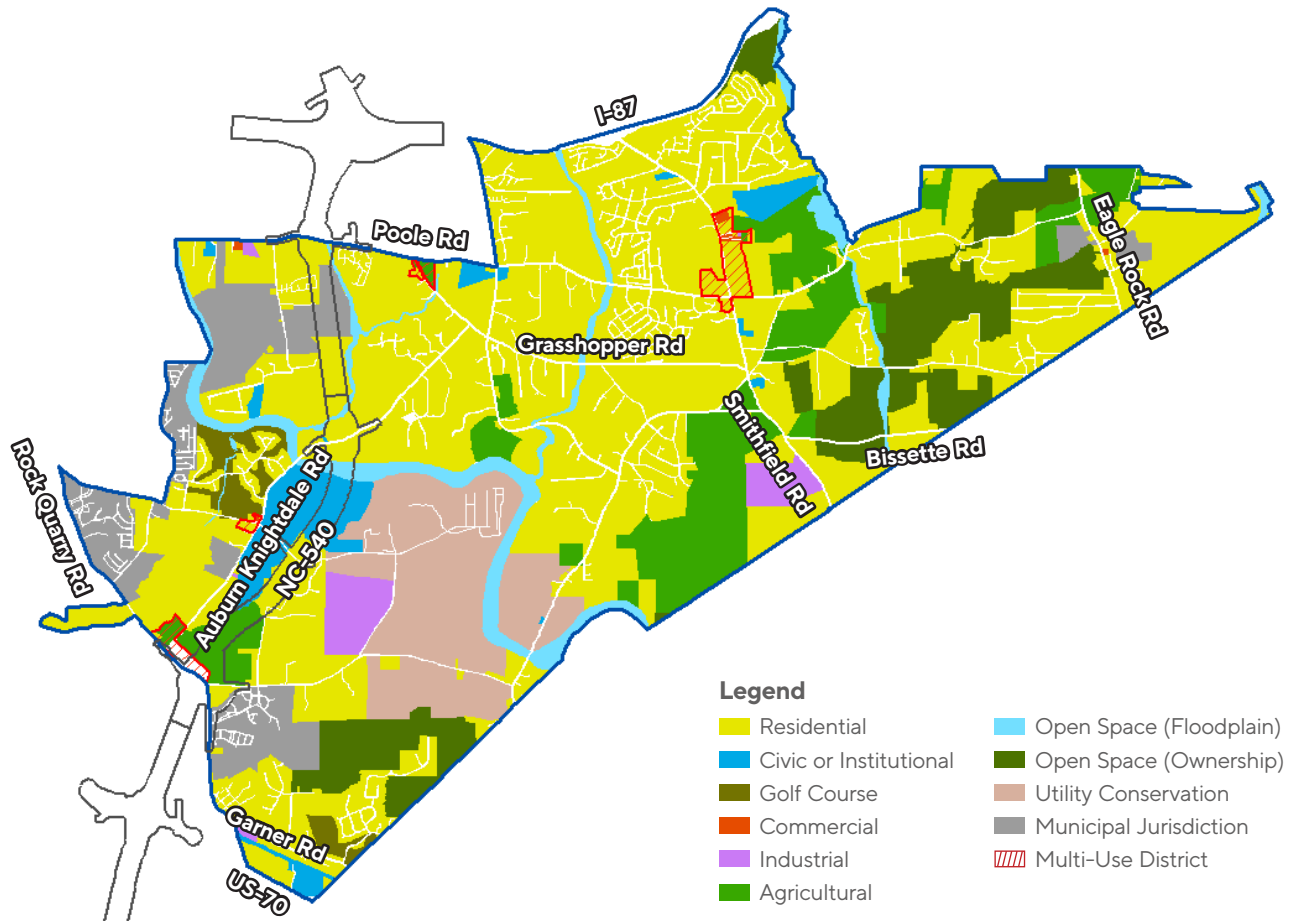 I-87
Poole Rd
Eagle Rock Rd
Grasshopper Rd
Smithfield Rd
Bissette Rd
Rock Quarry Rd
Auburn Knightdale Rd
NC-540
Garner Rd
US-70
Legend
Residential
Civic or Institutional
Golf Course
Commercial
Industrial
Agricultural
Open Space (Floodplain)
Open Space (Ownership)
Utility Conservation
Municipal Jurisdiction
Multi-Use District